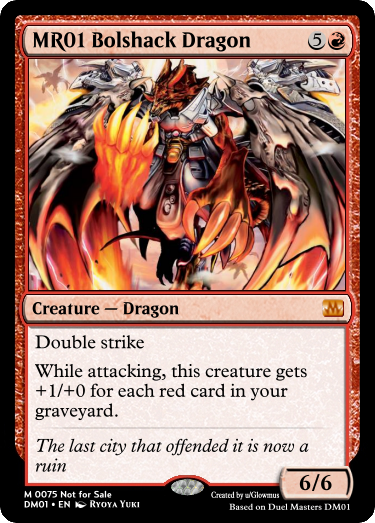 MR01 Bolshack Dragon 5
Creature — Dragon
Double strike
While attacking, this creature gets
+1/+0 for each red card in your
graveyard.
The last city that offended it is now a
ruin
6/6
M 0075 Not for Sale
DM01 • EN Ryoya Yuki
Created by u/Glowmus
Based on Duel Masters DM01